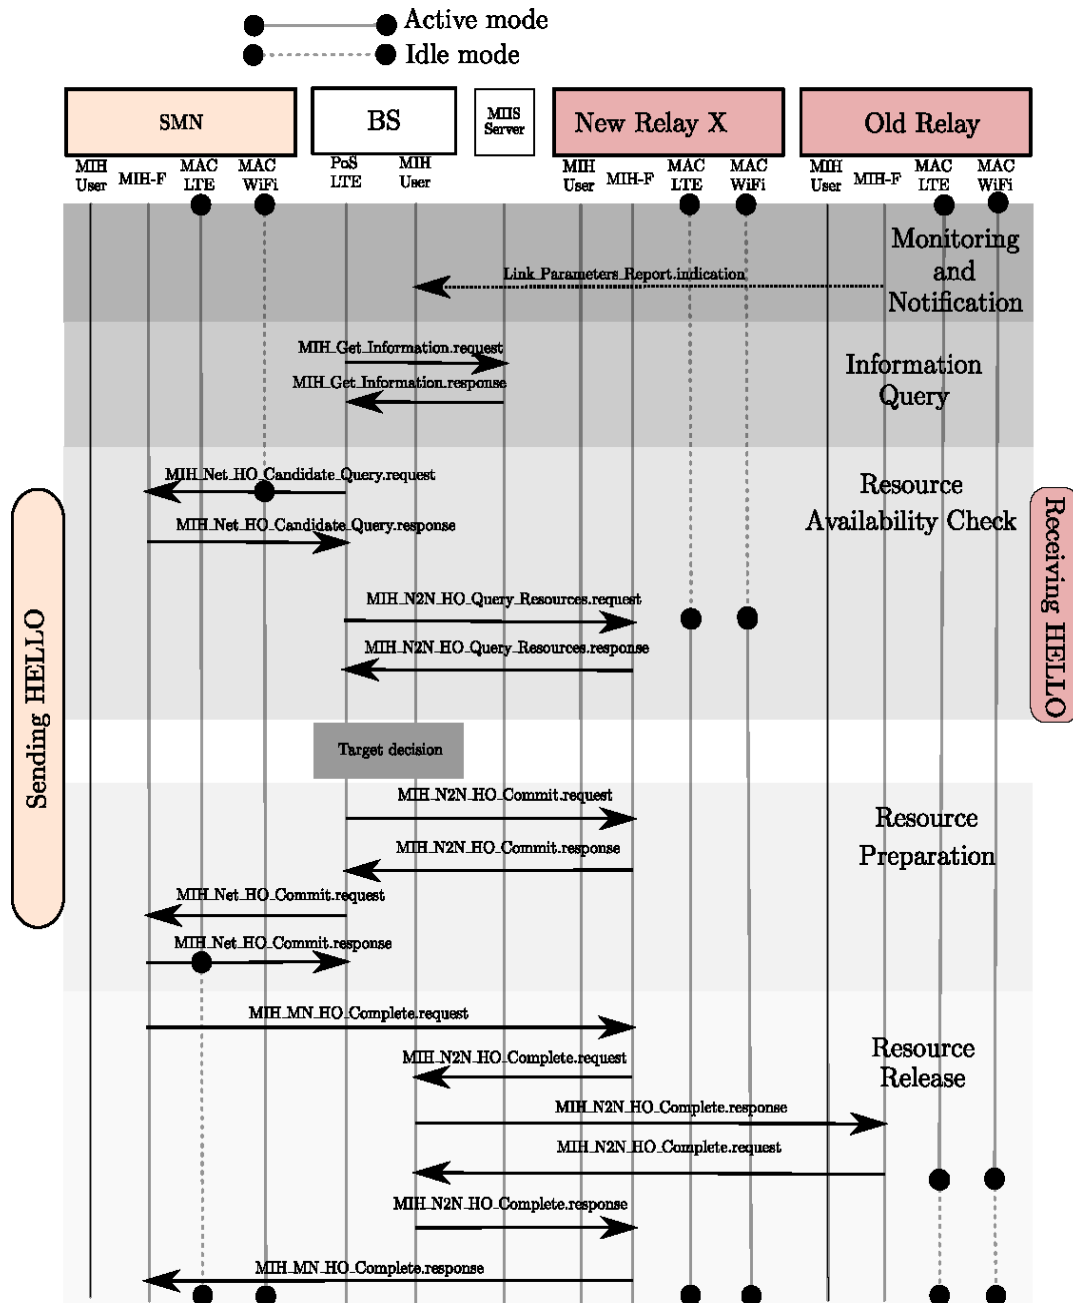 Active mode
Idle mode
SMN
BS
MIIS
Server
New Relay X
Old Relay
MIH
User
MIH-F
MAC
LTE
MAC
WiFi
PoS
LTE
MIH
User
MIH
User
MIH-F
MAC
LTE
MAC
WiFi
MIH
User
MIH-F
MAC
LTE
MAC
WiFi
Monitoring
and
Notification
Link_Parameters_Report.indication
MIH_Get_Information.request
MIH_Get_Information.response
Information
Query
MIH_Net_HO_Candidate_Query.request
MIH_Net_HO_Candidate_Query.response
Resource
Availability Check
MIH_N2N_HO_Query_Resources.request
MIH_N2N_HO_Query_Resources.response
Sending HELLO
Receiving HELLO
Target decision
MIH_N2N_HO_Commit.request
MIH_N2N_HO_Commit.response
Resource
Preparation
MIH_Net_HO_Commit.request
MIH_Net_HO_Commit.response
MIH_MN_HO_Complete.request
MIH_N2N_HO_Complete.request
Resource
Release
MIH_N2N_HO_Complete.response
MIH_N2N_HO_Complete.request
MIH_N2N_HO_Complete.response
MIH_MN_HO_Complete.response